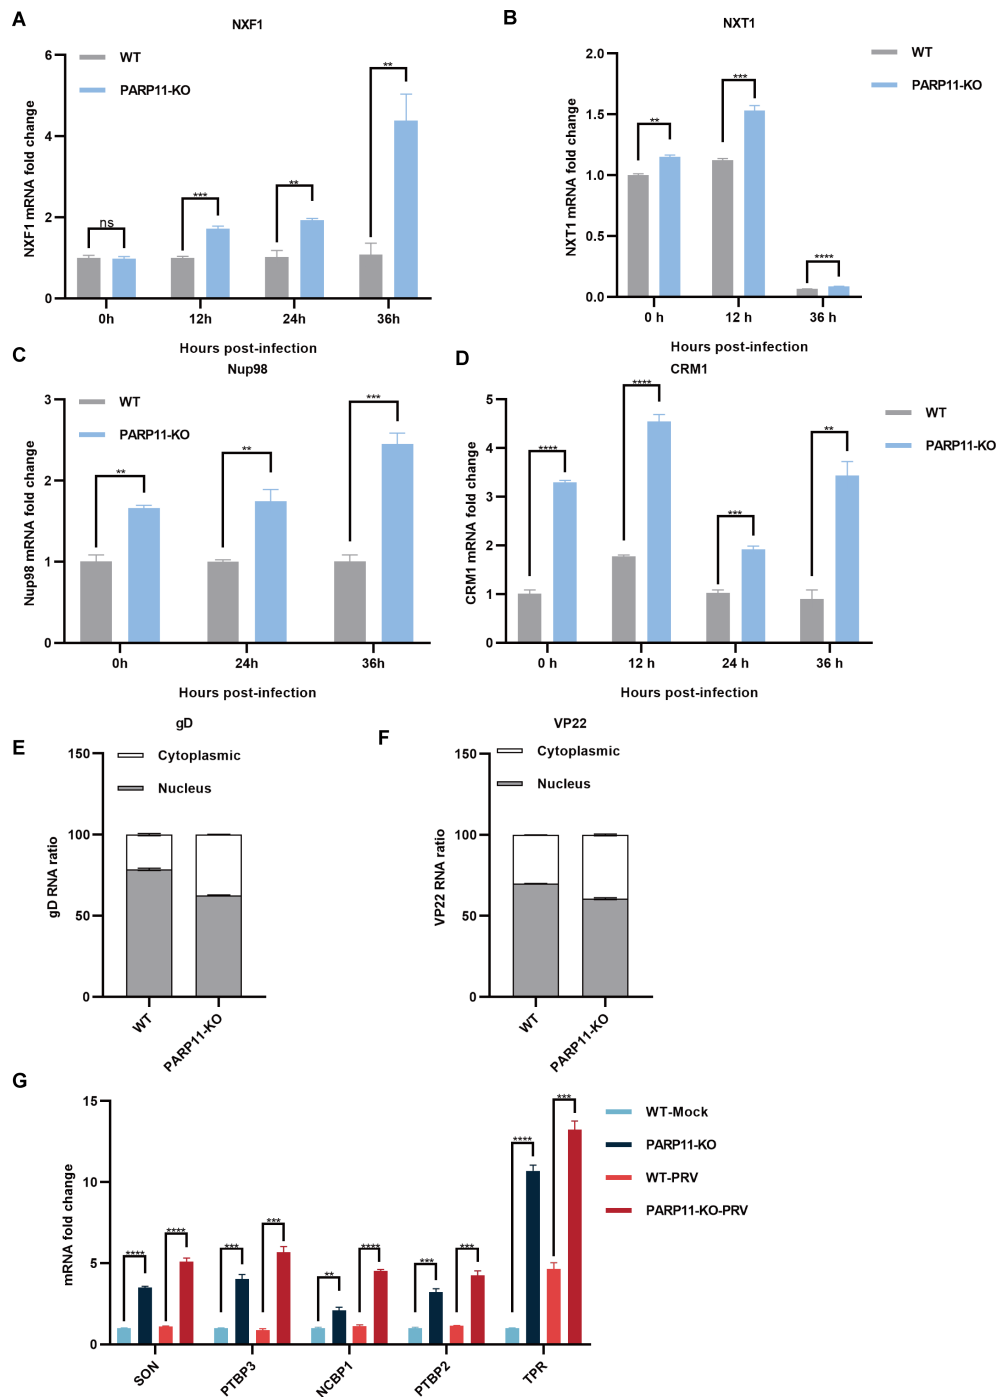 A
NXF1
WT
PARP11-KO
NXF1 mRNA fold change
6
4
2
0
ns
***
**
**
0h 12h 24h 36h
Hours post-infection
B
NXT1
WT
PARP11-KO
NXT1 mRNA fold change
2.0
1.5
1.0
0.5
0.0
**
***
****
0 h 12 h 36 h
Hours post-infection
C
Nup98
WT
PARP11-KO
Nup98 mRNA fold change
3
2
1
0
**
**
***
0h 24h 36h
Hours post-infection
D
CRM1
WT
PARP11-KO
CRM1 mRNA fold change
5
4
3
2
1
0
****
****
***
**
0 h 12 h 24 h 36 h
Hours post-infection
E
gD
Cytoplasmic
Nucleus
gD RNA ratio
150
100
50
0
WT PARP11-KO
F
VP22
Cytoplasmic
Nucleus
VP22 RNA ratio
150
100
50
0
WT PARP11-KO
G
WT-Mock
PARP11-KO
WT-PRV
PARP11-KO-PRV
mRNA fold change
15
10
5
0
****
****
***
***
**
****
***
***
****
***
SON PTBP3 NCBP1 PTBP2 TPR